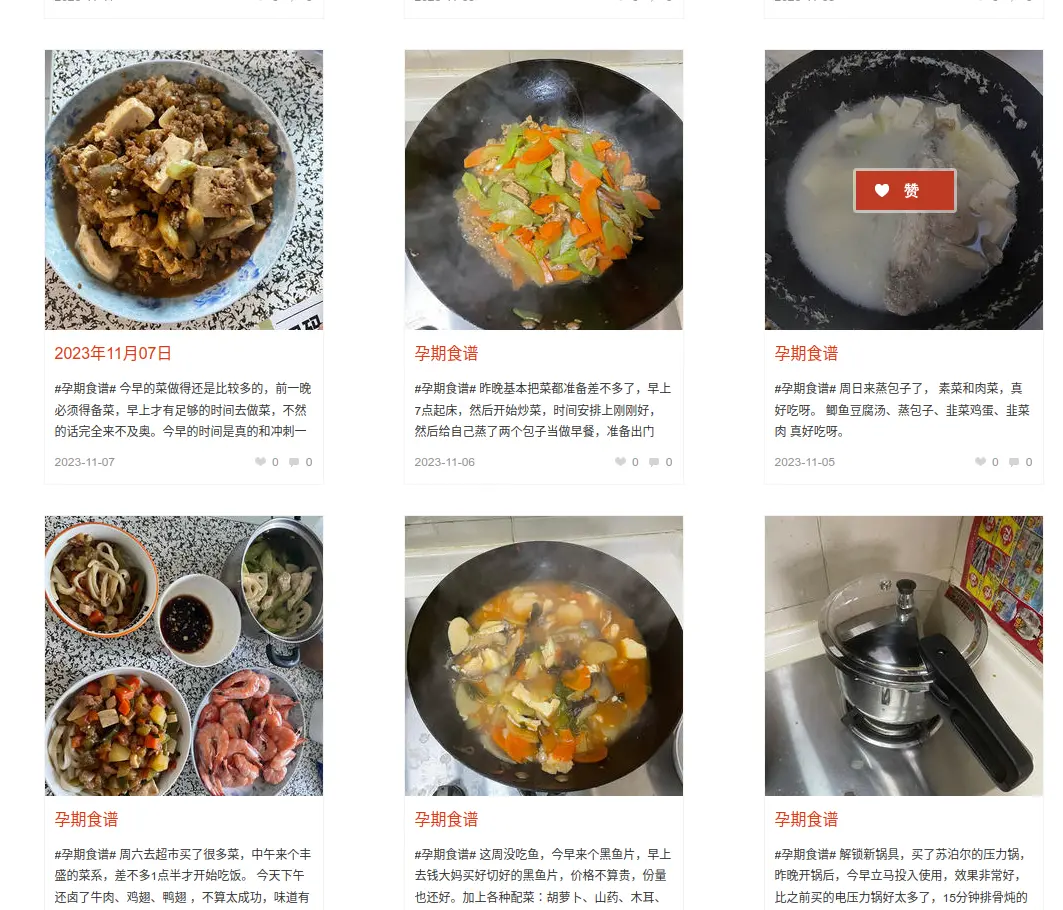 赞
2023年11月07日
#孕期食谱# 今早的菜做得还是比较多的，前一晚
必须得备菜，早上才有足够的时间去做菜，不然
的话完全来不及奥。今早的时间是真的和冲刺一
2023-11-07 0 0
孕期食谱
#孕期食谱# 昨晚基本把菜都准备差不多了，早上
7点起床，然后开始炒菜，时间安排上刚刚好，
然后给自己蒸了两个包子当做早餐，准备出门
2023-11-06 0 0
孕期食谱
#孕期食谱# 周日来蒸包子了， 素菜和肉菜，真
好吃呀。 鲫鱼豆腐汤、蒸包子、韭菜鸡蛋、韭菜
肉 真好吃呀。
2023-11-05 0 0
孕期食谱
#孕期食谱# 周六去超市买了很多菜，中午来个丰
盛的菜系，差不多1点半才开始吃饭。 今天下午
还卤了牛肉、鸡翅、鸭翅 ，不算太成功，味道有
孕期食谱
#孕期食谱# 这周没吃鱼，今早来个黑鱼片，早上
去钱大妈买好切好的黑鱼片，价格不算贵，份量
也还好。加上各种配菜：胡萝卜、山药、木耳、
孕期食谱
#孕期食谱# 解锁新锅具，买了苏泊尔的压力锅，
昨晚开锅后，今早立马投入使用，效果非常好，
比之前买的电压力锅好太多了，15分钟排骨炖的